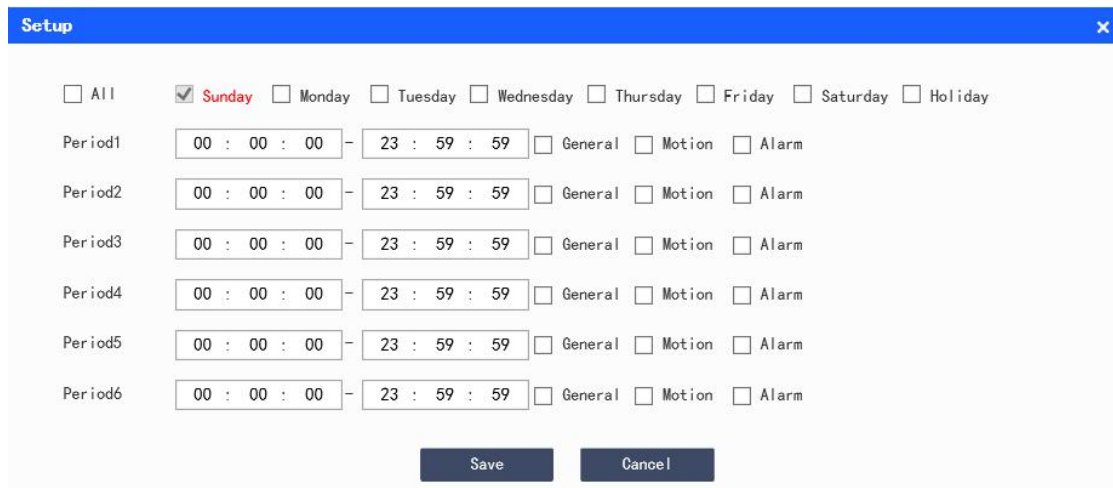 Setup
All Sunday Monday Tuesday Wednesday Thursday Friday Saturday Holiday
Period1 00 : 00 : 00 - 23 : 59 : 59 General Motion Alarm
Period2 00 : 00 : 00 - 23 : 59 : 59 General Motion Alarm
Period3 00 : 00 : 00 - 23 : 59 : 59 General Motion Alarm
Period4 00 : 00 : 00 - 23 : 59 : 59 General Motion Alarm
Period5 00 : 00 : 00 - 23 : 59 : 59 General Motion Alarm
Period6 00 : 00 : 00 - 23 : 59 : 59 General Motion Alarm
Save Cancel